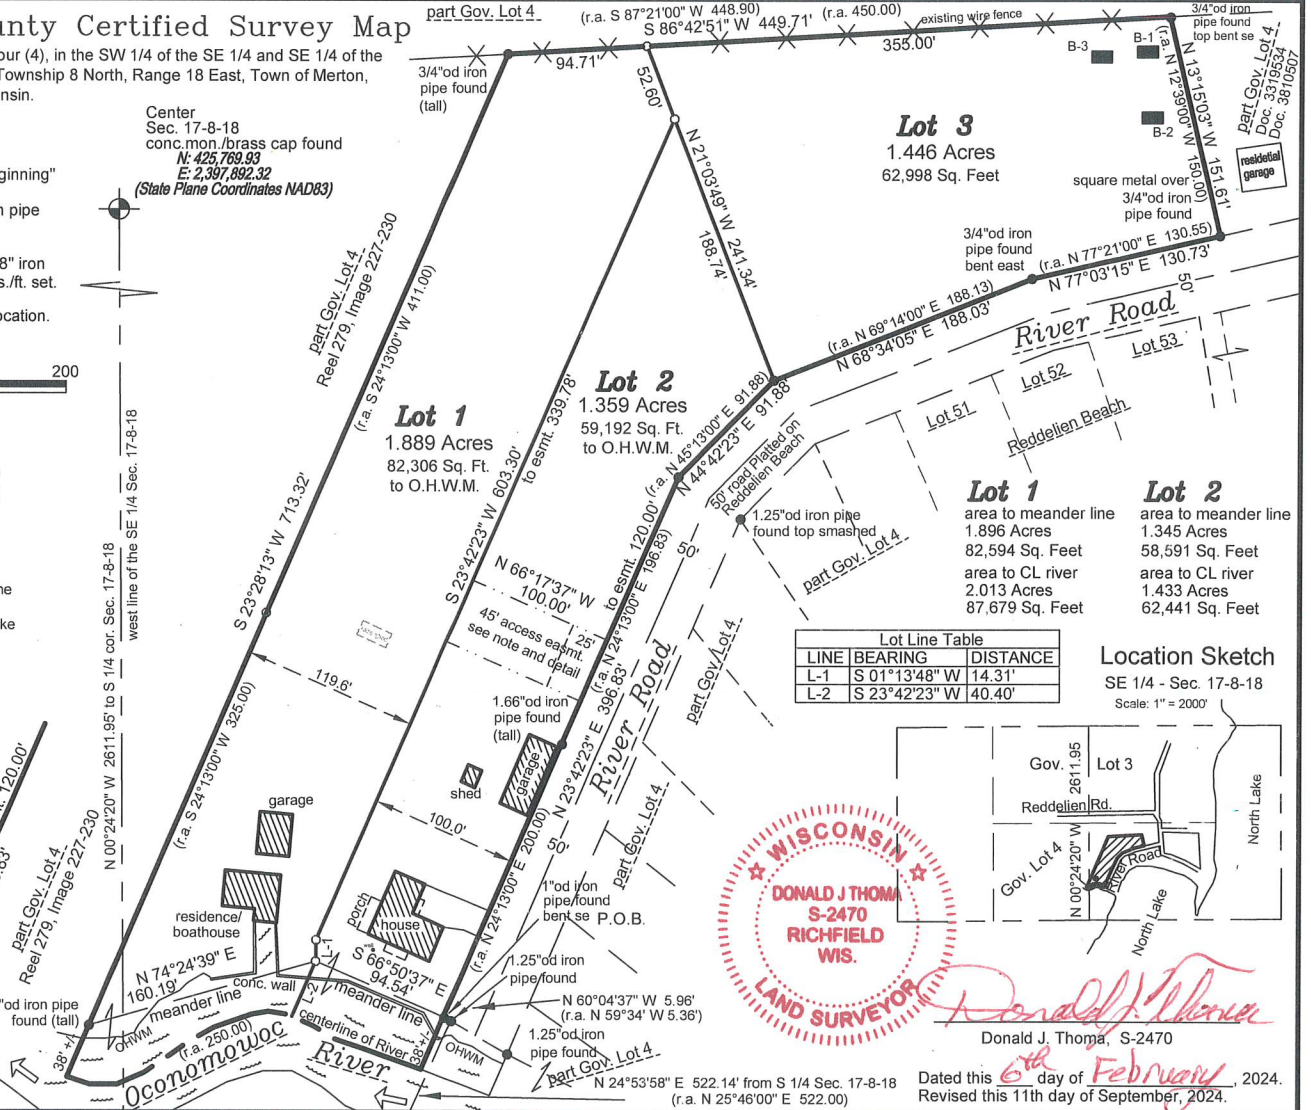 unty Certified Survey Map
our (4), in the SW 1/4 of the SE 1/4 and SE 1/4 of the
Township 8 North, Range 18 East, Town of Merton,
nsin.
Center
Sec. 17-8-18
conc.mon./brass cap found
N: 425,769.93
E: 2,397,892.32
(State Plane Coordinates NAD83)
ginning"
n pipe
8" iron
s./ft. set.
ocation.
200
ne
ke
part Gov. Lot 4
(r.a. S 87°21'00" W 448.90)
(r.a. 450.00)
S 86°42'51" W 449.71'
existing wire fence
94.71'
355.00'
3/4"od iron
pipe found
(tall)
3/4"od iron
pipe found
top bent se
52.60'
B-3
B-1
B-2
N 13°15'03" W 151.61'
(r.a. N 12°39'00" W 150.00)
part Gov. Lot 4
Doc. 3319534
Doc. 3810507
residetial
garage
Lot 3
1.446 Acres
62,998 Sq. Feet
square metal over
3/4"od iron
pipe found
3/4"od iron
pipe found
bent east
N 21°03'49" W 241.34'
188.74'
(r.a. N 77°21'00" E 130.55)
N 77°03'15" E 130.73'
50'
(r.a. N 69°14'00" E 188.13)
N 68°34'05" E 188.03'
River Road
Lot 53
Lot 52
Lot 51
Reddelien Beach
part Gov. Lot 4
Reel 279, Image 227-230
(r.a. S 24°13'00" W 411.00)
S 23°28'13" W 713.32'
Lot 1
1.889 Acres
82,306 Sq. Ft.
to O.H.W.M.
Lot 2
1.359 Acres
59,192 Sq. Ft.
to O.H.W.M.
S 23°42'23" W 603.30'
to esmt. 339.78'
(r.a. N 45°13'00" E 91.88)
N 44°42'23" E 91.88'
50' road Platted on
Reddelien Beach
1.25"od iron pipe
found top smashed
part Gov. Lot 4
to esmt. 120.00'
(r.a. N 24°13'00" E 196.83)
N 23°42'23" E 396.83'
50'
N 66°17'37" W
100.00'
45' access easmt.
see note and detail
25'
River Road
part Gov. Lot 4
Lot 1
area to meander line
1.896 Acres
82,594 Sq. Feet
area to CL river
2.013 Acres
87,679 Sq. Feet
Lot 2
area to meander line
1.345 Acres
58,591 Sq. Feet
area to CL river
1.433 Acres
62,441 Sq. Feet
Lot Line Table
LINE BEARING DISTANCE
L-1 S 01°13'48" W 14.31'
L-2 S 23°42'23" W 40.40'
Location Sketch
SE 1/4 - Sec. 17-8-18
Scale: 1" = 2000'
Gov. Lot 3
2611.95
Reddelien Rd.
N 00°24'20" W
Gov. Lot 4
River Road
North Lake
North Lake
N 00°24'20" W 2611.95' to S 1/4 cor. Sec. 17-8-18
west line of the SE 1/4 Sec. 17-8-18
119.6'
(r.a. S 24°13'00" W 325.00)
1.66"od iron
pipe found
(tall)
garage
shed
100.0'
(r.a. N 24°13'00" E 200.00)
50'
part Gov. Lot 4
120.00'
part Gov. Lot 4
Reel 279, Image 227-230
garage
residence/
boathouse
porch
house
wall
L-1
L-2
S 66°50'37" E
94.54'
meander line
N 74°24'39" E
160.19'
meander line
conc. wall
"od iron pipe
found (tall)
38' +/-
OHWM
(r.a. 250.00)
Oconomowoc
River
centerline of River
38' +/-
OHWM
1"od iron
pipe/found
bent se
P.O.B.
1.25"od iron
pipe/found
N 60°04'37" W 5.96'
(r.a. N 59°34' W 5.36')
1.25"od iron
pipe found
part Gov. Lot 4
N 24°53'58" E 522.14' from S 1/4 Sec. 17-8-18
(r.a. N 25°46'00" E 522.00)
WISCONSIN
DONALD J THOMA
S-2470
RICHFIELD
WIS.
LAND SURVEYOR
Donald J. Thoma
Donald J. Thoma, S-2470
Dated this 6th day of February, 2024.
Revised this 11th day of September, 2024.